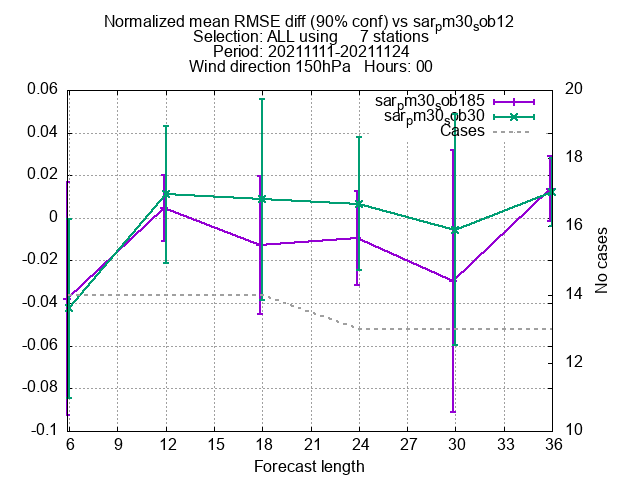 Normalized mean RMSE diff (90% conf) vs sarpm30sob12
Selection: ALL using 7 stations
Period: 20211111-20211124
Wind direction 150hPa Hours: 00
sarpm30sob185
sarpm30sob30
Cases
0.06
0.04
0.02
0
-0.02
-0.04
-0.06
-0.08
-0.1
20
18
16
14
12
10
No cases
6 9 12 15 18 21 24 27 30 33 36
Forecast length